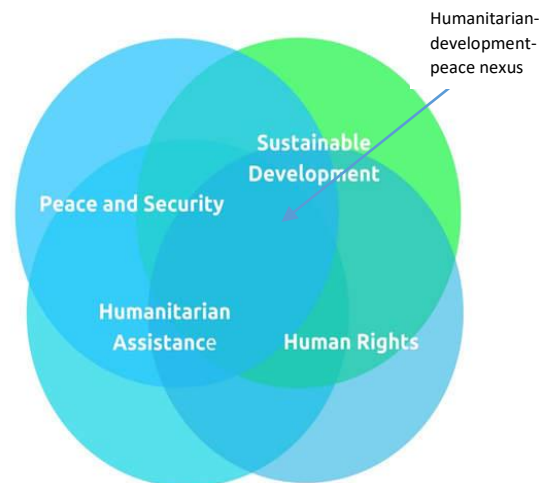 Humanitarian-
development-
peace nexus
Sustainable
Development
Peace and Security
Humanitarian
Assistance
Human Rights